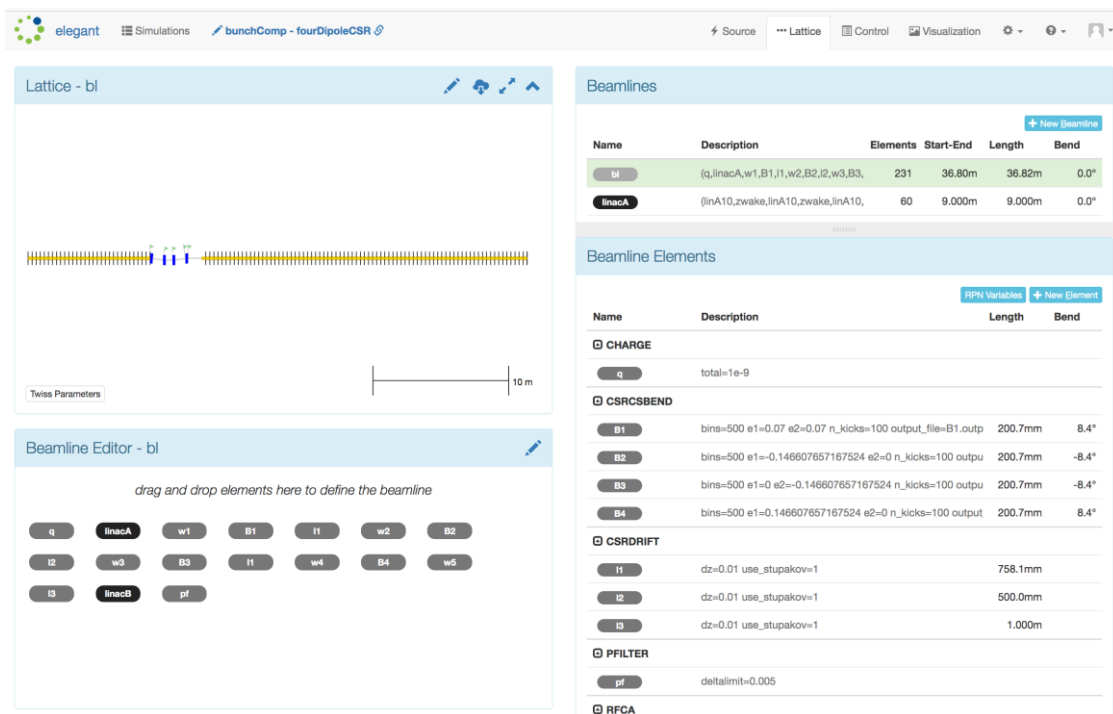 elegant Simulations bunchComp - fourDipoleCSR Source Lattice Control Visualization
Lattice - bl
10 m
Twiss Parameters
Beamline Editor - bl
drag and drop elements here to define the beamline
q linacA w1 B1 l1 w2 B2
l2 w3 B3 l1 w4 B4 w5
l3 linacB pf
Beamlines
New Beamline
Name Description Elements Start-End Length Bend
bl (q,linacA,w1,B1,l1,w2,B2,l2,w3,B3, 231 36.80m 36.82m 0.0°
linacA (linA10,zwake,linA10,zwake,linA10, 60 9.000m 9.000m 0.0°
Beamline Elements
RPN Variables New Element
Name Description Length Bend
CHARGE
q total=1e-9
CSRCSBEND
B1 bins=500 e1=0.07 e2=0.07 n_kicks=100 output_file=B1.outp 200.7mm 8.4°
B2 bins=500 e1=-0.146607657167524 e2=0 n_kicks=100 outpu 200.7mm -8.4°
B3 bins=500 e1=0 e2=-0.146607657167524 n_kicks=100 outpu 200.7mm -8.4°
B4 bins=500 e1=0.146607657167524 e2=0 n_kicks=100 output_ 200.7mm 8.4°
CSRDRIFT
l1 dz=0.01 use_stupakov=1 758.1mm
l2 dz=0.01 use_stupakov=1 500.0mm
l3 dz=0.01 use_stupakov=1 1.000m
PFILTER
pf deltalimit=0.005
RFCA